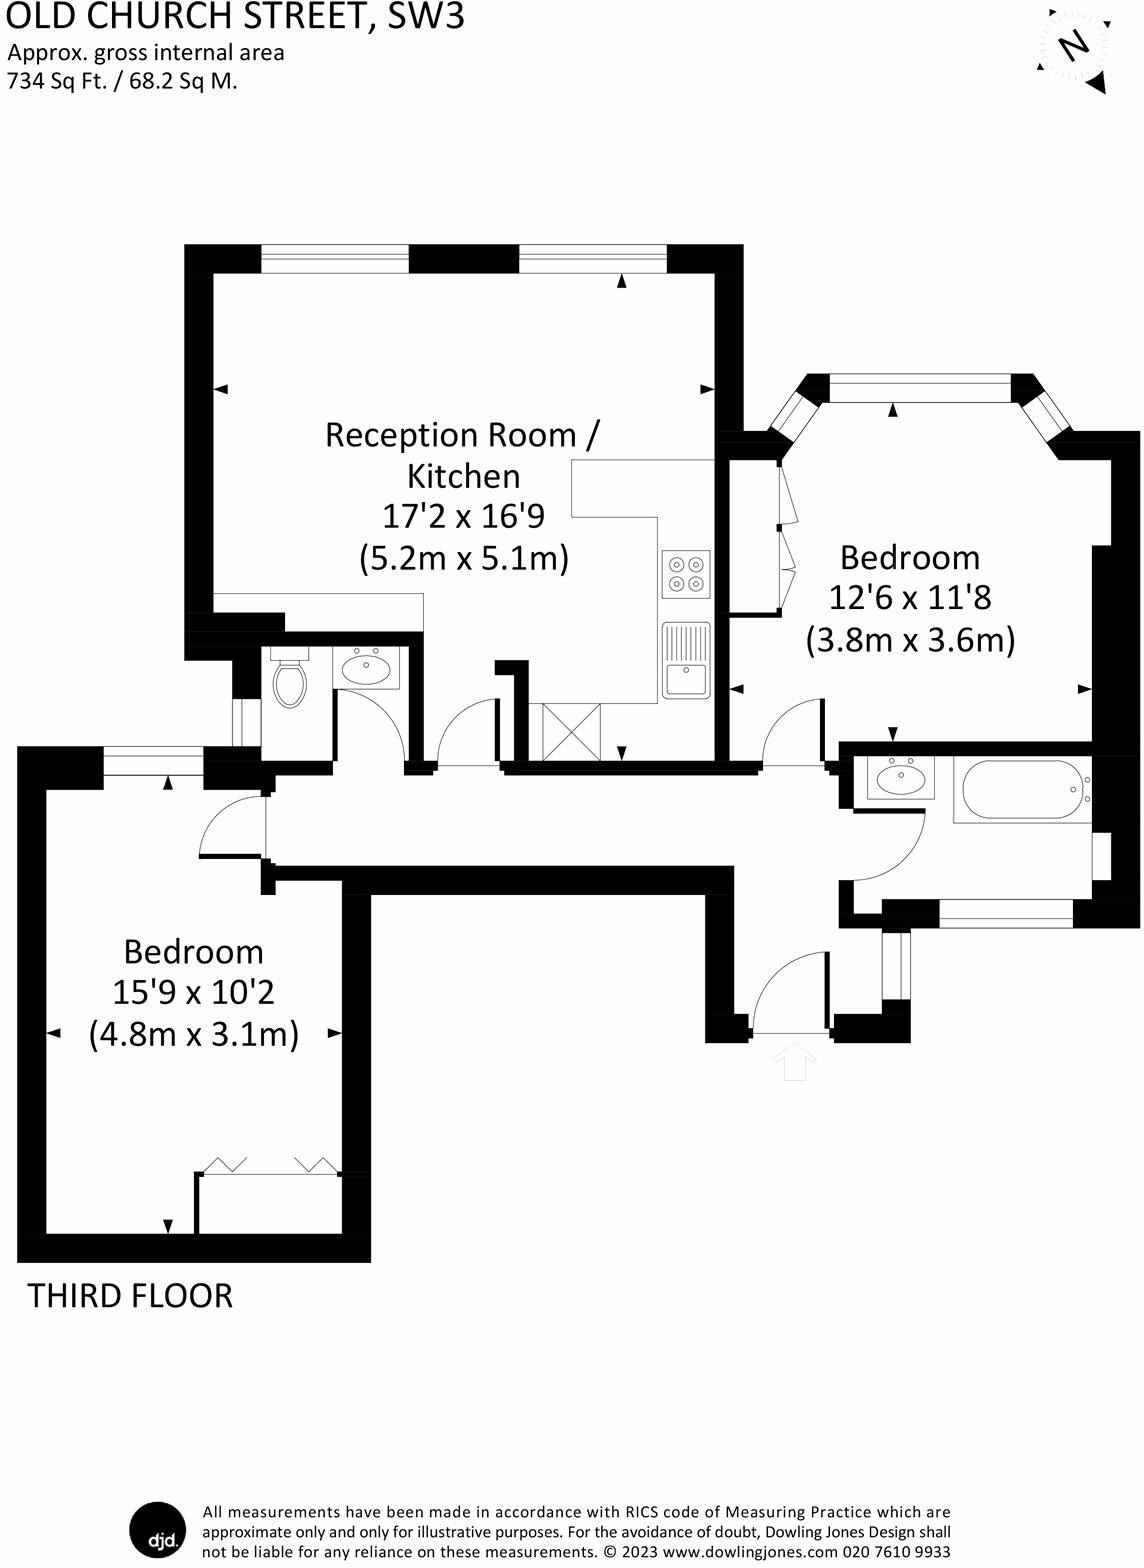 OLD CHURCH STREET, SW3
Approx. gross internal area
734 Sq Ft. / 68.2 Sq M.
N
Reception Room /
Kitchen
17'2 x 16'9
(5.2m x 5.1m)
Bedroom
12'6 x 11'8
(3.8m x 3.6m)
Bedroom
15'9 x 10'2
(4.8m x 3.1m)
THIRD FLOOR
djd.
All measurements have been made in accordance with RICS code of Measuring Practice which are
approximate only and only for illustrative purposes. For the avoidance of doubt, Dowling Jones Design shall
not be liable for any reliance on these measurements. © 2023 www.dowlingjones.com 020 7610 9933